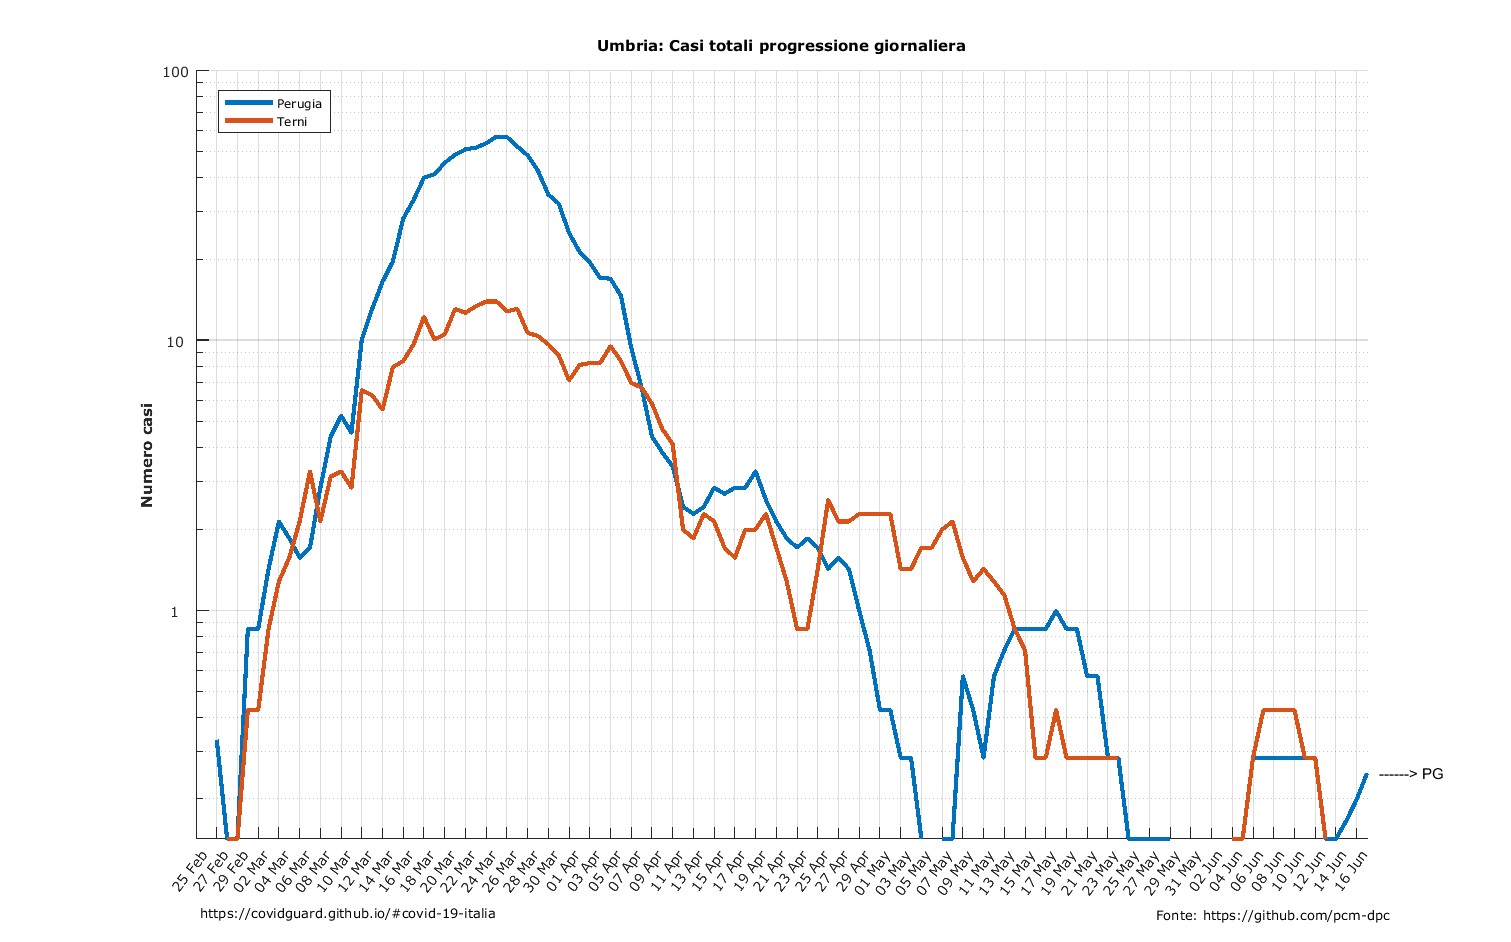 Umbria: Casi totali progressione giornaliera
100
Perugia
Terni
10
Numero casi
1
------> PG
25 Feb
27 Feb
29 Feb
02 Mar
04 Mar
06 Mar
08 Mar
10 Mar
12 Mar
14 Mar
16 Mar
18 Mar
20 Mar
22 Mar
24 Mar
26 Mar
28 Mar
30 Mar
01 Apr
03 Apr
05 Apr
07 Apr
09 Apr
11 Apr
13 Apr
15 Apr
17 Apr
19 Apr
21 Apr
23 Apr
25 Apr
27 Apr
29 Apr
01 May
03 May
05 May
07 May
09 May
11 May
13 May
15 May
17 May
19 May
21 May
23 May
25 May
27 May
29 May
31 May
02 Jun
04 Jun
06 Jun
08 Jun
10 Jun
12 Jun
14 Jun
16 Jun
https://covidguard.github.io/#covid-19-italia
Fonte: https://github.com/pcm-dpc